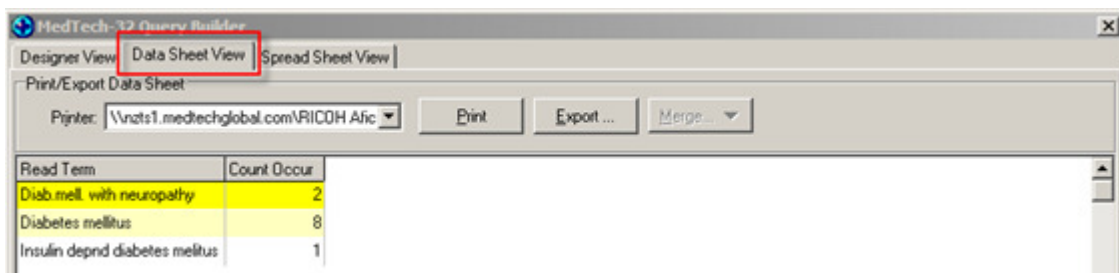 MedTech-32 Query Builder
Designer View Data Sheet View Spread Sheet View
Print/Export Data Sheet
Printer: \\nzts1.medtechglobal.com\RICOH Afic Print Export ... Merge...
Read Term Count Occur
Diab.mell. with neuropathy 2
Diabetes mellitus 8
Insulin depnd diabetes melitus 1